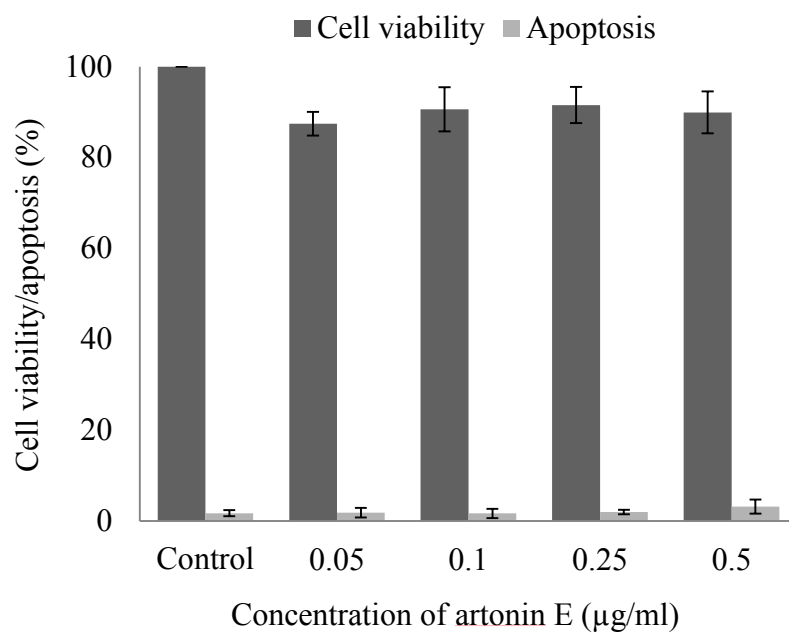 Cell viability Apoptosis
100
80
60
40
20
0
Cell viability/apoptosis (%)
Control 0.05 0.1 0.25 0.5
Concentration of artonin E (µg/ml)